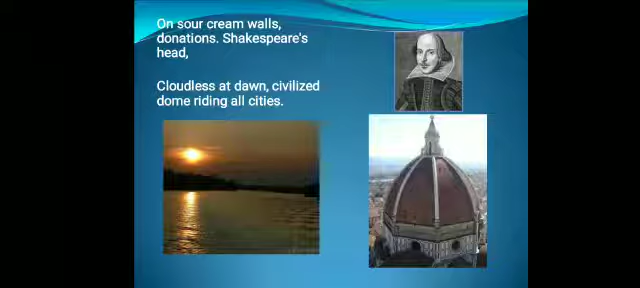 On sour cream walls,
donations. Shakespeare's
head,
Cloudless at dawn, civilized
dome riding all cities.